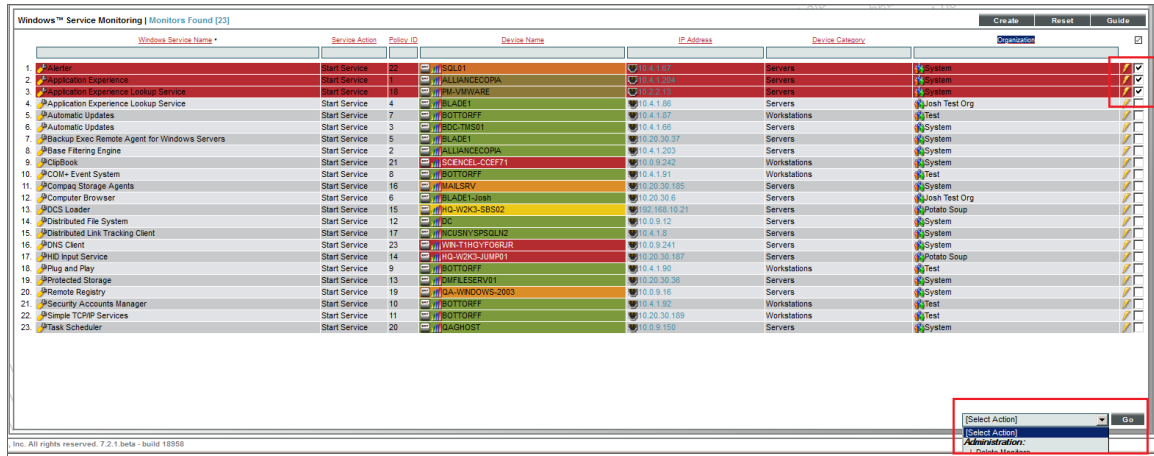 Windows™ Service Monitoring | Monitors Found [23]
Create Reset Guide
Windows Service Name • Service Action Policy ID Device Name IP Address Device Category Organization
1. Alerter Start Service 22 SQL01 10.4.1.67 Servers System
2. Application Experience Start Service 1 ALLIANCECOPIA 10.4.1.204 Servers System
3. Application Experience Lookup Service Start Service 18 PM-VMWARE 10.2.2.13 Servers System
4. Application Experience Lookup Service Start Service 4 BLADE1 10.4.1.86 Servers Josh Test Org
5. Automatic Updates Start Service 7 BOTTORFF 10.4.1.87 Workstations Test
6. Automatic Updates Start Service 3 BDC-TMS01 10.4.1.66 Servers System
7. Backup Exec Remote Agent for Windows Servers Start Service 5 BLADE1 10.20.30.37 Servers System
8. Base Filtering Engine Start Service 2 ALLIANCECOPIA 10.4.1.203 Servers System
9. ClipBook Start Service 21 SCIENCEL-CCEF71 10.0.9.242 Workstations System
10. COM+ Event System Start Service 8 BOTTORFF 10.4.1.91 Workstations Test
11. Compaq Storage Agents Start Service 16 MAILSRV 10.20.30.185 Servers System
12. Computer Browser Start Service 6 BLADE1-Josh 10.20.30.6 Servers Josh Test Org
13. DCS Loader Start Service 15 HQ-W2K3-SBS02 192.168.10.21 Servers Potato Soup
14. Distributed File System Start Service 12 DC 10.0.9.12 Servers System
15. Distributed Link Tracking Client Start Service 17 NCUSNYSPSQLN2 10.4.1.8 Servers System
16. DNS Client Start Service 23 WIN-T1HGYFO6RJR 10.0.9.241 Servers System
17. HID Input Service Start Service 14 HQ-W2K3-JUMP01 10.20.30.187 Servers Potato Soup
18. Plug and Play Start Service 9 BOTTORFF 10.4.1.90 Workstations Test
19. Protected Storage Start Service 13 DMFILESERV01 10.20.30.36 Servers System
20. Remote Registry Start Service 19 QA-WINDOWS-2003 10.0.9.16 Servers System
21. Security Accounts Manager Start Service 10 BOTTORFF 10.4.1.92 Workstations Test
22. Simple TCP/IP Services Start Service 11 BOTTORFF 10.20.30.189 Workstations Test
23. Task Scheduler Start Service 20 QAGHOST 10.0.9.150 Servers System
[Select Action] Go
[Select Action]
Administration:
Delete Monitors
, Inc. All rights reserved. 7.2.1.beta - build 18958